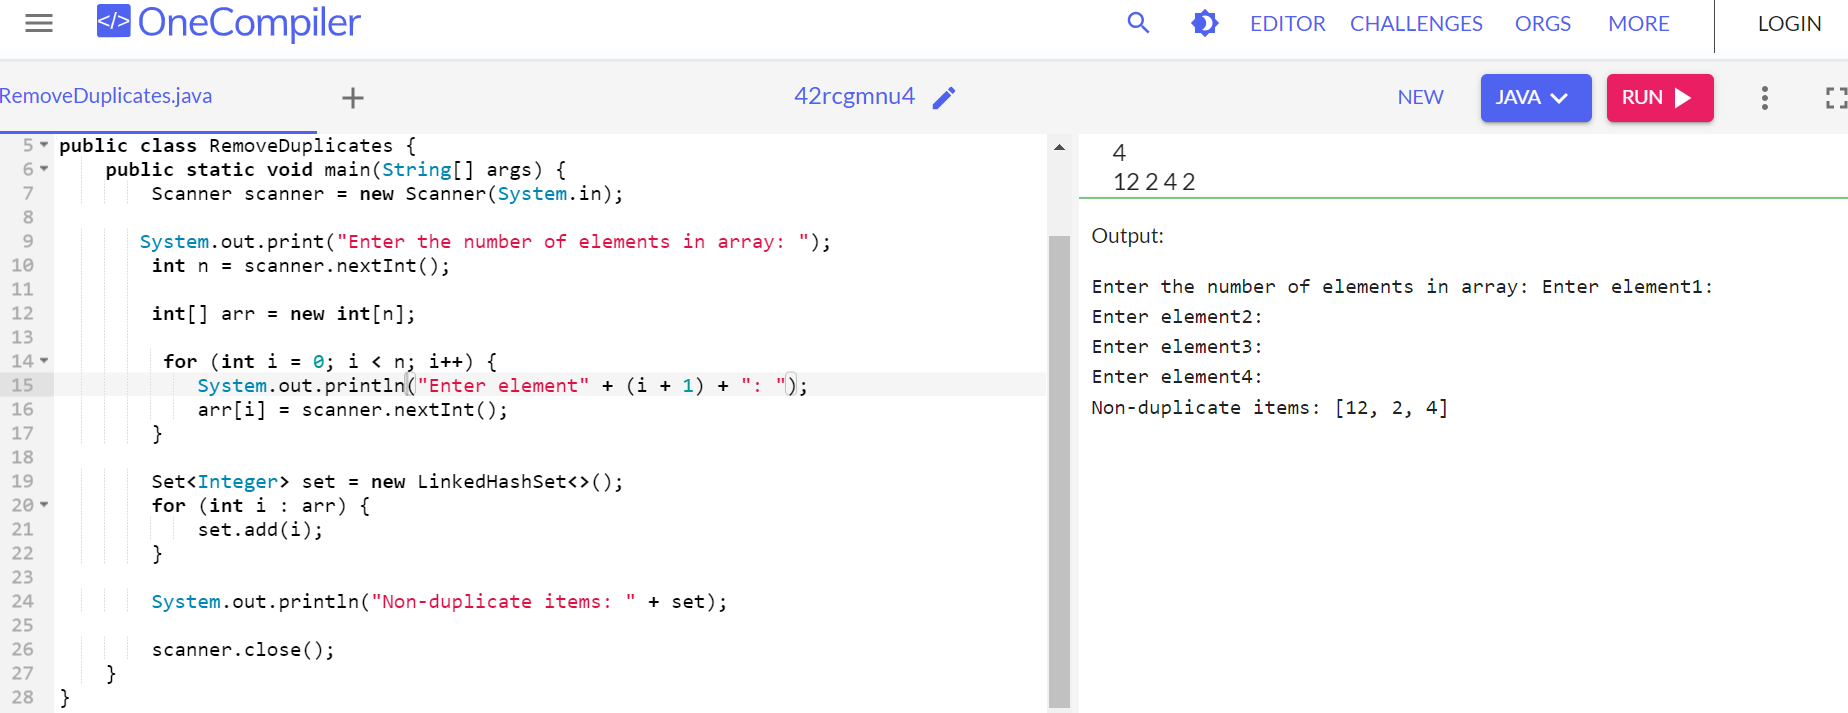 </> OneCompiler EDITOR CHALLENGES ORGS MORE LOGIN
RemoveDuplicates.java + 42rcgmnu4 NEW JAVA RUN
5 public class RemoveDuplicates {
6 public static void main(String[] args) {
7 Scanner scanner = new Scanner(System.in);
8
9 System.out.print("Enter the number of elements in array: ");
10 int n = scanner.nextInt();
11
12 int[] arr = new int[n];
13
14 for (int i = 0; i < n; i++) {
15 System.out.println("Enter element" + (i + 1) + ": ");
16 arr[i] = scanner.nextInt();
17 }
18
19 Set<Integer> set = new LinkedHashSet<>();
20 for (int i : arr) {
21 set.add(i);
22 }
23
24 System.out.println("Non-duplicate items: " + set);
25
26 scanner.close();
27 }
28 }
4
12 2 4 2
Output:
Enter the number of elements in array: Enter element1:
Enter element2:
Enter element3:
Enter element4:
Non-duplicate items: [12, 2, 4]